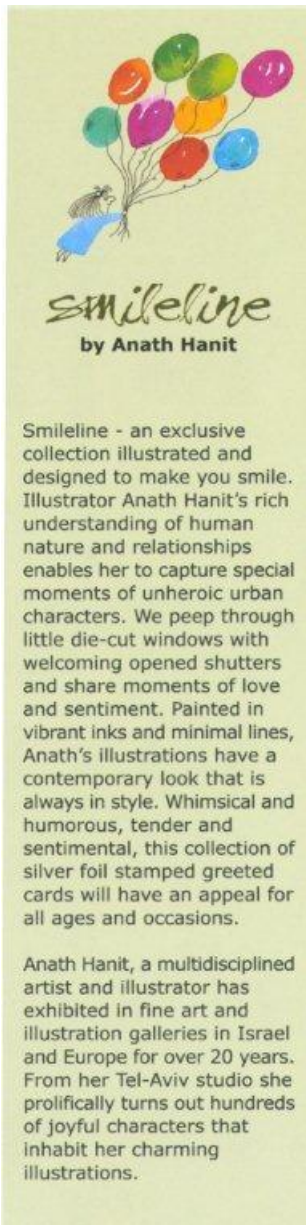 smileline
by Anath Hanit
Smileline - an exclusive
collection illustrated and
designed to make you smile.
Illustrator Anath Hanit's rich
understanding of human
nature and relationships
enables her to capture special
moments of unheroic urban
characters. We peep through
little die-cut windows with
welcoming opened shutters
and share moments of love
and sentiment. Painted in
vibrant inks and minimal lines,
Anath's illustrations have a
contemporary look that is
always in style. Whimsical and
humorous, tender and
sentimental, this collection of
silver foil stamped greeted
cards will have an appeal for
all ages and occasions.
Anath Hanit, a multidisciplined
artist and illustrator has
exhibited in fine art and
illustration galleries in Israel
and Europe for over 20 years.
From her Tel-Aviv studio she
prolifically turns out hundreds
of joyful characters that
inhabit her charming
illustrations.